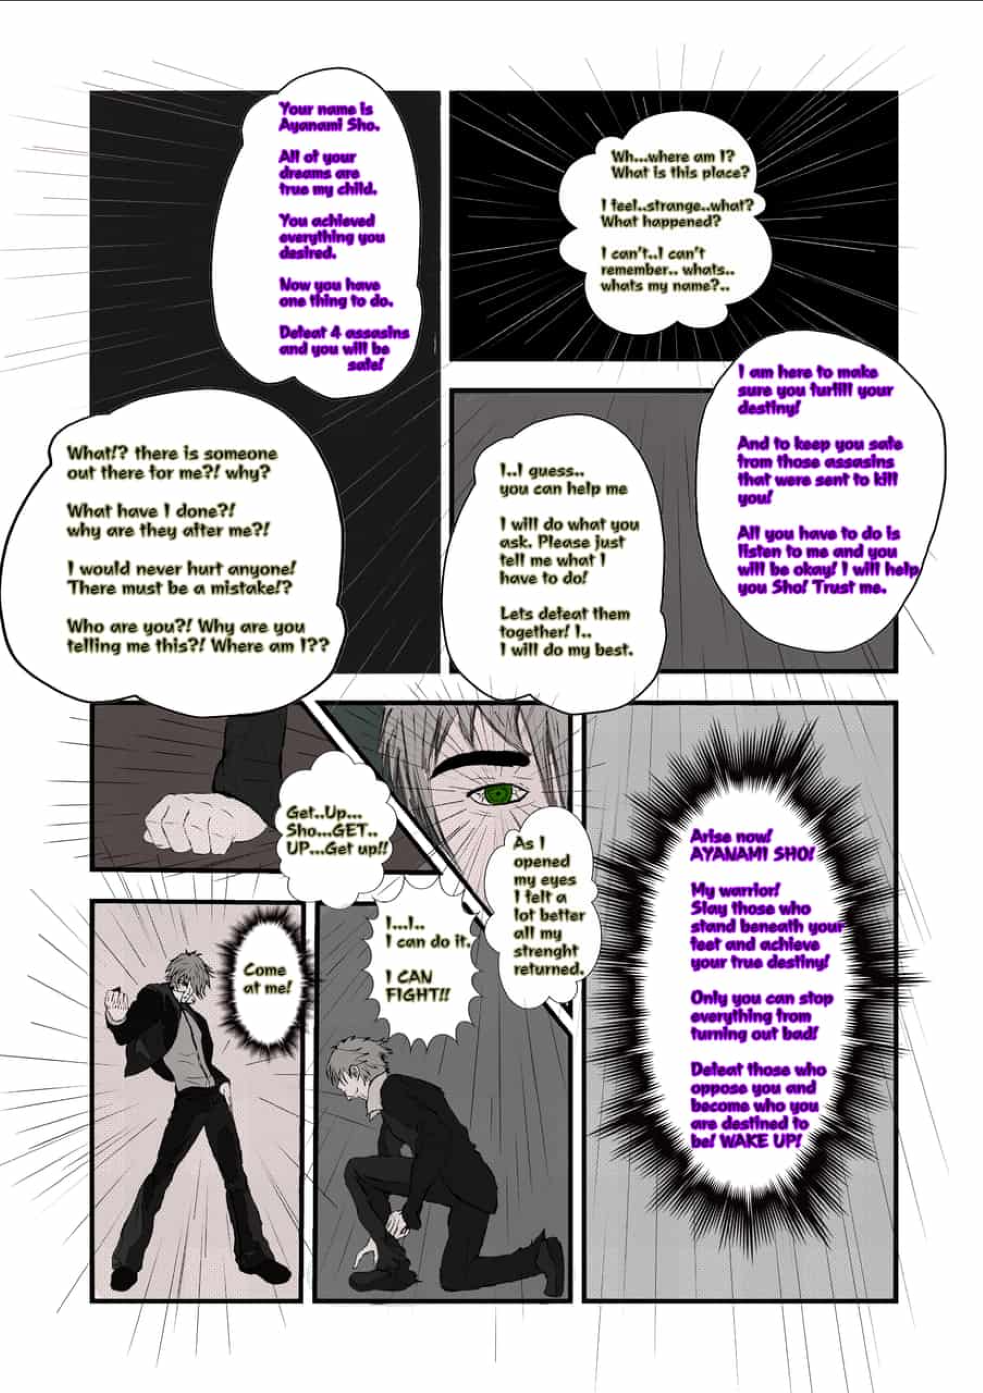 Wh...where am I?
What is this place?
I feel..strange..what?
What happened?
I can't..I can't
remember.. whats..
whats my name?..
Your name is
Ayanami Sho.
All of your
dreams are
true my child.
You achieved
everything you
desired.
Now you have
one thing to do.
Defeat 4 assasins
and you will be
safe!
What!? there is someone
out there for me?! why?
What have I done?!
why are they after me?!
I would never hurt anyone!
There must be a mistake!?
Who are you?! Why are you
telling me this?! Where am I??
I am here to make
sure you furfill your
destiny!
And to keep you safe
from those assasins
that were sent to kill
you!
All you have to do is
listen to me and you
will be okay! I will help
you Sho! Trust me.
I..I guess..
you can help me
I will do what you
ask. Please just
tell me what I
have to do!
Lets defeat them
together! I..
I will do my best.
Arise now!
AYANAMI SHO!
My warrior!
Slay those who
stand beneath your
feet and achieve
your true destiny!
Only you can stop
everything from
turning out bad!
Defeat those who
oppose you and
become who you
are destined to
be! WAKE UP!
Get..Up...
Sho...GET..
UP...Get up!!
As I
opened
my eyes
I felt a
lot better
all my
strenght
returned.
I...I..
I can do it.
I CAN
FIGHT!!
Come
at me!